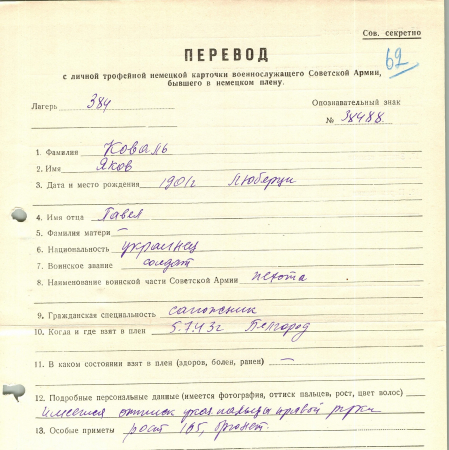 Сов. секретно
62
ПЕРЕВОД
с личной трофейной немецкой карточки военнослужащего Советской Армии,
бывшего в немецком плену.
Лагерь 384
Опознавательный знак
№ 38488
1. Фамилия Коваль
2. Имя Яков
3. Дата и место рождения 1901г Люберцы
4. Имя отца Павел
5. Фамилия матери —
6. Национальность украинец
7. Воинское звание солдат
8. Наименование воинской части Советской Армии пехота
9. Гражданская специальность сапожник
10. Когда и где взят в плен 5.7.43г Белгород
11. В каком состоянии взят в плен (здоров, болен, ранен) —
12. Подробные персональные данные (имеется фотография, оттиск пальцев, рост, цвет волос)
имеется оттиск указ пальца правой руки
13. Особые приметы рост 165, брюнет.